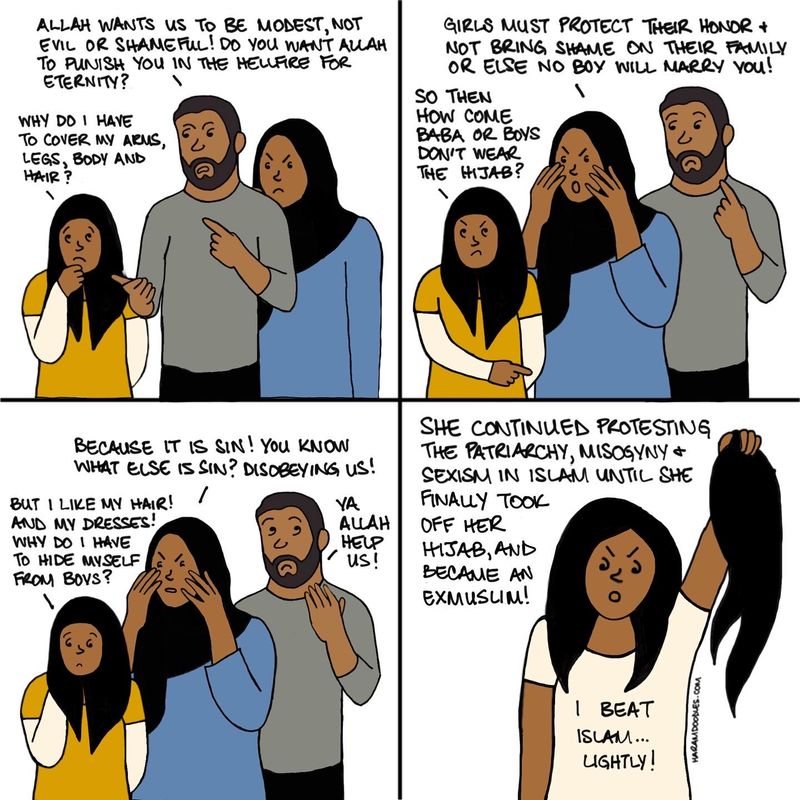 ALLAH WANTS US TO BE MODEST, NOT
EVIL OR SHAMEFUL! DO YOU WANT ALLAH
TO PUNISH YOU IN THE HELLFIRE FOR
ETERNITY?
WHY DO I HAVE
TO COVER MY ARMS,
LEGS, BODY AND
HAIR?
GIRLS MUST PROTECT THEIR HONOR +
NOT BRING SHAME ON THEIR FAMILY
OR ELSE NO BOY WILL MARRY YOU!
SO THEN
HOW COME
BABA OR BOYS
DON'T WEAR
THE HIJAB?
BECAUSE IT IS SIN! YOU KNOW
WHAT ELSE IS SIN? DISOBEYING US!
BUT I LIKE MY HAIR!
AND MY DRESSES!
WHY DO I HAVE
TO HIDE MYSELF
FROM BOYS?
YA
ALLAH
HELP
US!
SHE CONTINUED PROTESTING
THE PATRIARCHY, MISOGYNY +
SEXISM IN ISLAM UNTIL SHE
FINALLY TOOK
OFF HER
HIJAB, AND
BECAME AN
EXMUSLIM!
I BEAT
ISLAM...
LIGHTLY!
HARAMDOODLES.COM